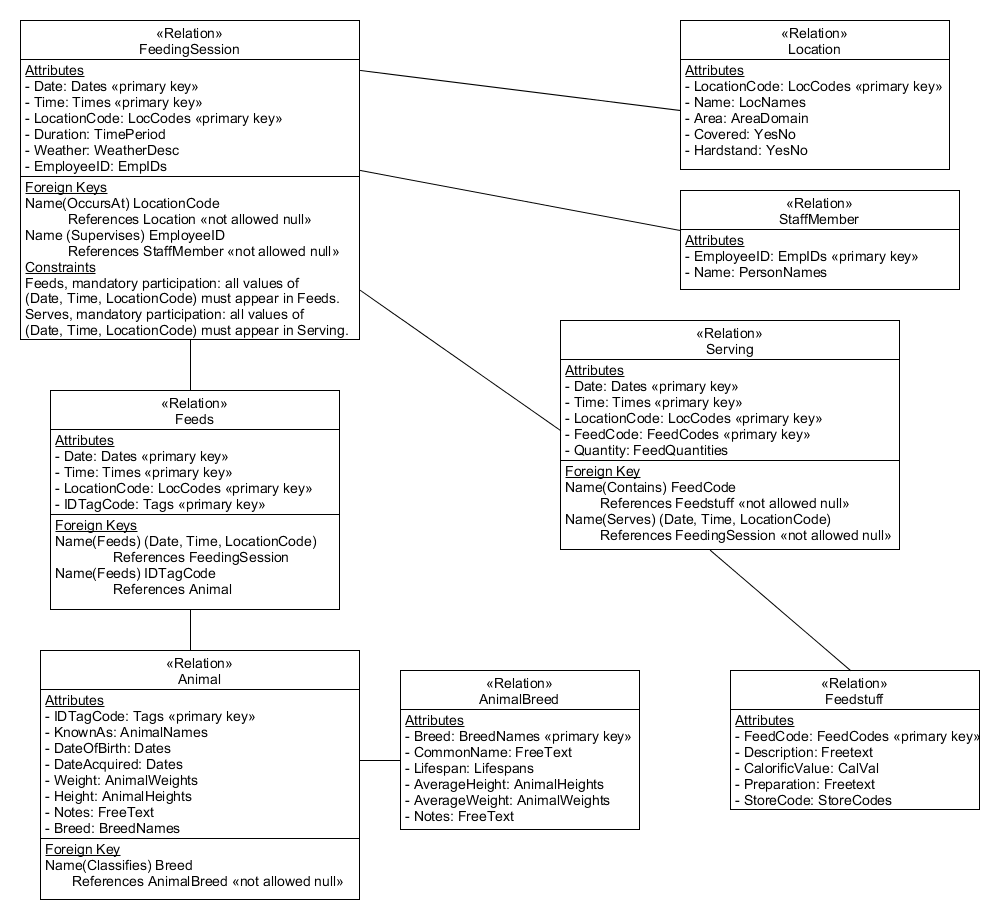 «Relation»
FeedingSession
Attributes
- Date: Dates «primary key»
- Time: Times «primary key»
- LocationCode: LocCodes «primary key»
- Duration: TimePeriod
- Weather: WeatherDesc
- EmployeeID: EmpIDs
Foreign Keys
Name(OccursAt) LocationCode
References Location «not allowed null»
Name (Supervises) EmployeeID
References StaffMember «not allowed null»
Constraints
Feeds, mandatory participation: all values of
(Date, Time, LocationCode) must appear in Feeds.
Serves, mandatory participation: all values of
(Date, Time, LocationCode) must appear in Serving.
«Relation»
Location
Attributes
- LocationCode: LocCodes «primary key»
- Name: LocNames
- Area: AreaDomain
- Covered: YesNo
- Hardstand: YesNo
«Relation»
StaffMember
Attributes
- EmployeeID: EmpIDs «primary key»
- Name: PersonNames
«Relation»
Serving
Attributes
- Date: Dates «primary key»
- Time: Times «primary key»
- LocationCode: LocCodes «primary key»
- FeedCode: FeedCodes «primary key»
- Quantity: FeedQuantities
Foreign Key
Name(Contains) FeedCode
References Feedstuff «not allowed null»
Name(Serves) (Date, Time, LocationCode)
References FeedingSession «not allowed null»
«Relation»
Feeds
Attributes
- Date: Dates «primary key»
- Time: Times «primary key»
- LocationCode: LocCodes «primary key»
- IDTagCode: Tags «primary key»
Foreign Keys
Name(Feeds) (Date, Time, LocationCode)
References FeedingSession
Name(Feeds) IDTagCode
References Animal
«Relation»
Animal
Attributes
- IDTagCode: Tags «primary key»
- KnownAs: AnimalNames
- DateOfBirth: Dates
- DateAcquired: Dates
- Weight: AnimalWeights
- Height: AnimalHeights
- Notes: FreeText
- Breed: BreedNames
Foreign Key
Name(Classifies) Breed
References AnimalBreed «not allowed null»
«Relation»
AnimalBreed
Attributes
- Breed: BreedNames «primary key»
- CommonName: FreeText
- Lifespan: Lifespans
- AverageHeight: AnimalHeights
- AverageWeight: AnimalWeights
- Notes: FreeText
«Relation»
Feedstuff
Attributes
- FeedCode: FeedCodes «primary key»
- Description: Freetext
- CalorificValue: CalVal
- Preparation: Freetext
- StoreCode: StoreCodes